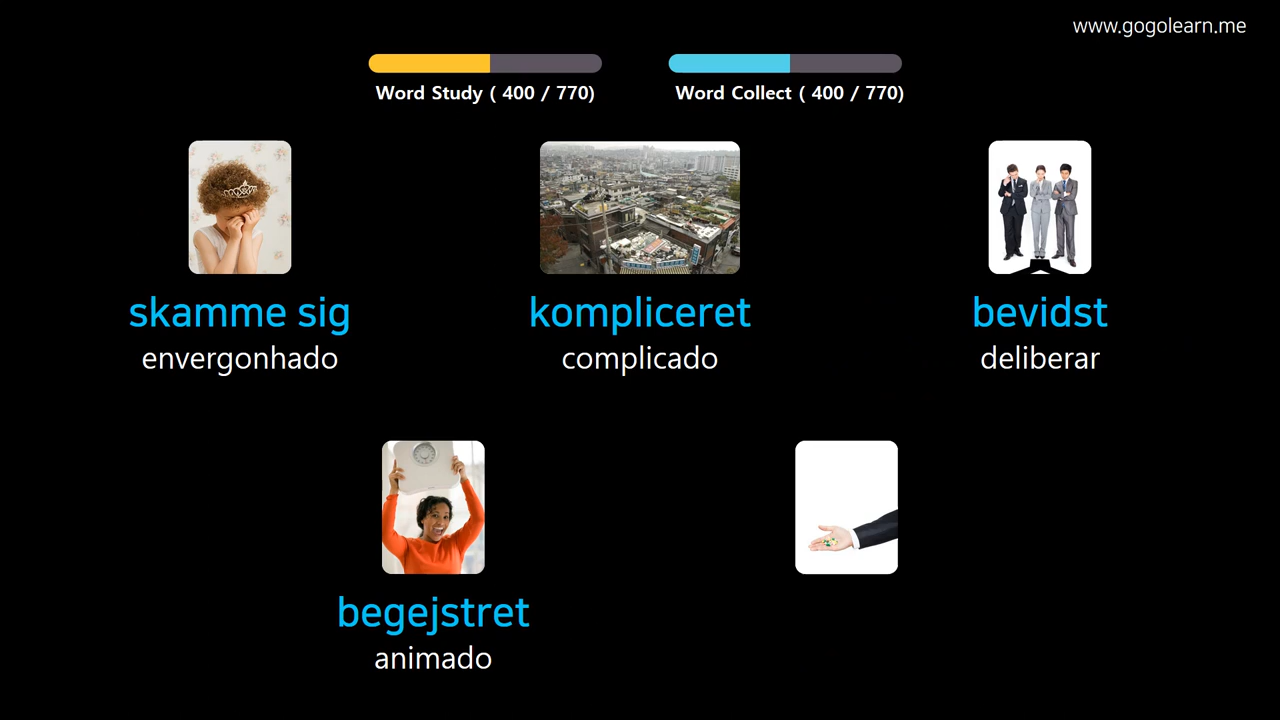 www.gogolearn.me
Word Study ( 400 / 770)
Word Collect ( 400 / 770)
skamme sig
envergonhado
kompliceret
complicado
bevidst
deliberar
begejstret
animado